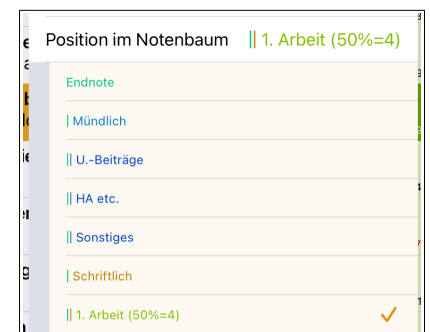 Position im Notenbaum || 1. Arbeit (50%=4)
Endnote
| Mündlich
|| U.-Beiträge
|| HA etc.
|| Sonstiges
| Schriftlich
|| 1. Arbeit (50%=4)